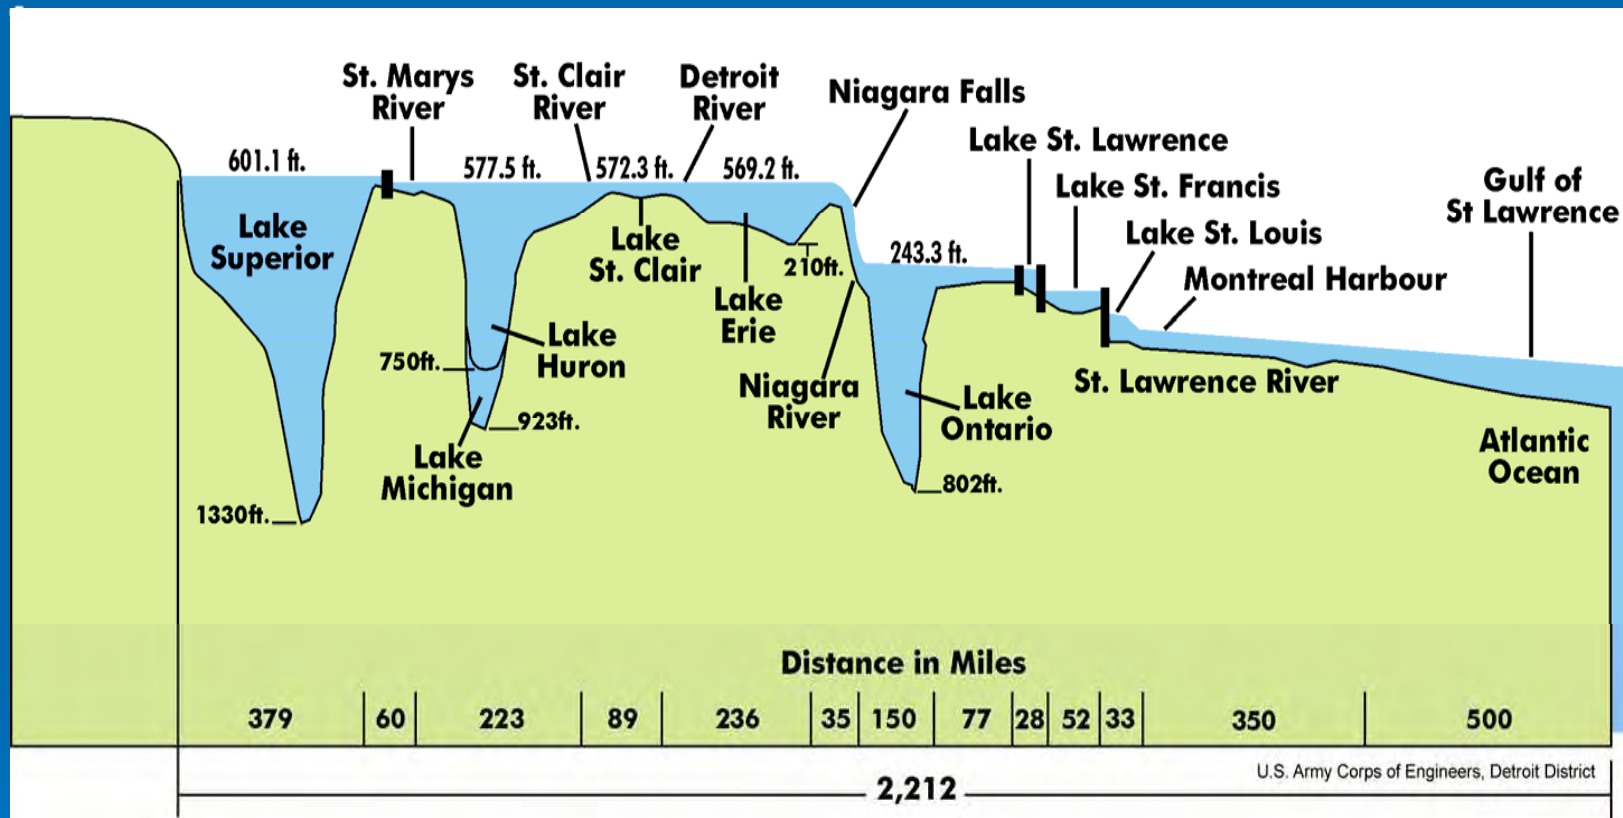 St. Marys
River
St. Clair
River
Detroit
River
Niagara Falls
Lake St. Lawrence
Lake St. Francis
Lake St. Louis
Montreal Harbour
Gulf of
St Lawrence
601.1 ft.
577.5 ft.
572.3 ft.
569.2 ft.
243.3 ft.
Lake
Superior
Lake
St. Clair
210ft.
Lake
Erie
Lake
Huron
750ft.
923ft.
Lake
Michigan
1330ft.
Niagara
River
Lake
Ontario
802ft.
St. Lawrence River
Atlantic
Ocean
Distance in Miles
379 60 223 89 236 35 150 77 28 52 33 350 500
U.S. Army Corps of Engineers, Detroit District
2,212